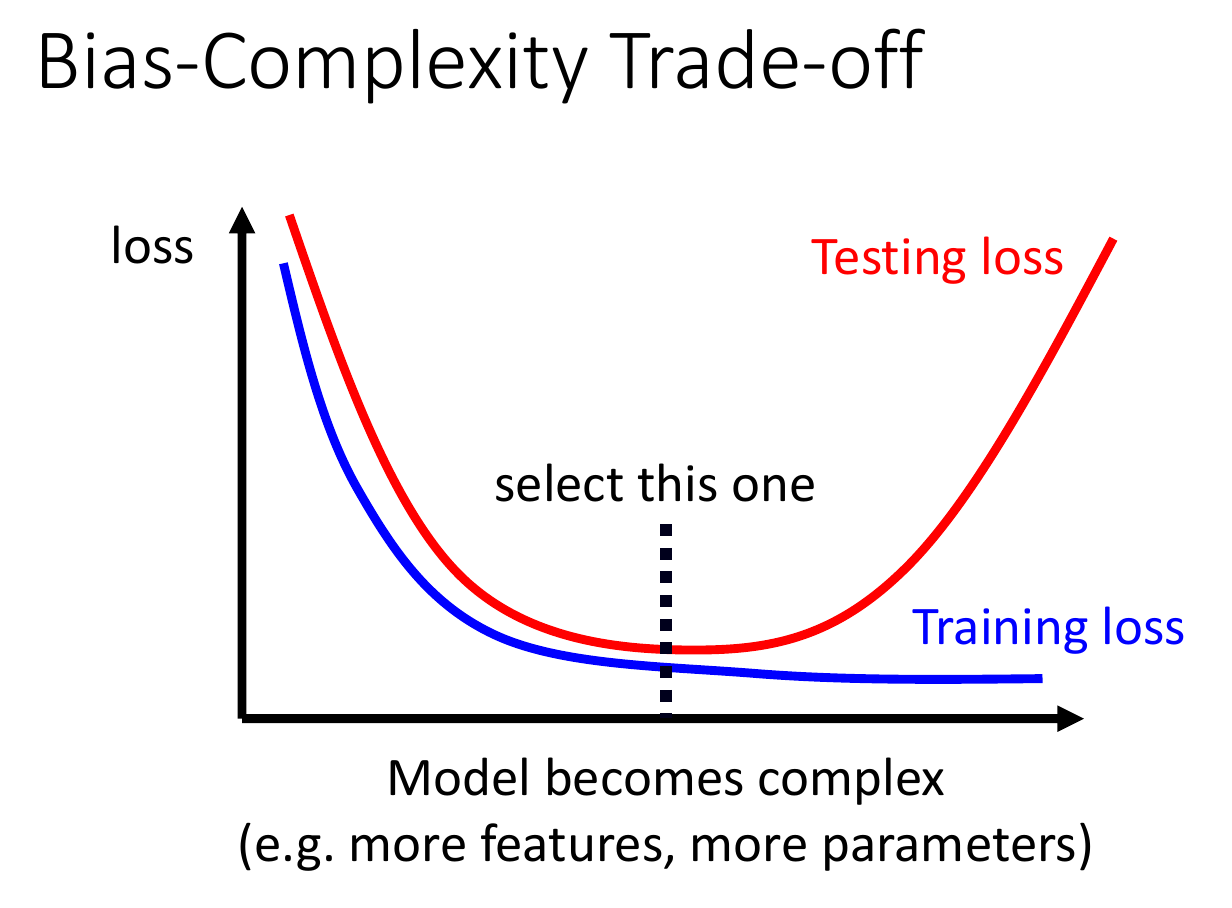 Bias-Complexity Trade-off
loss
Testing loss
select this one
Training loss
Model becomes complex
(e.g. more features, more parameters)